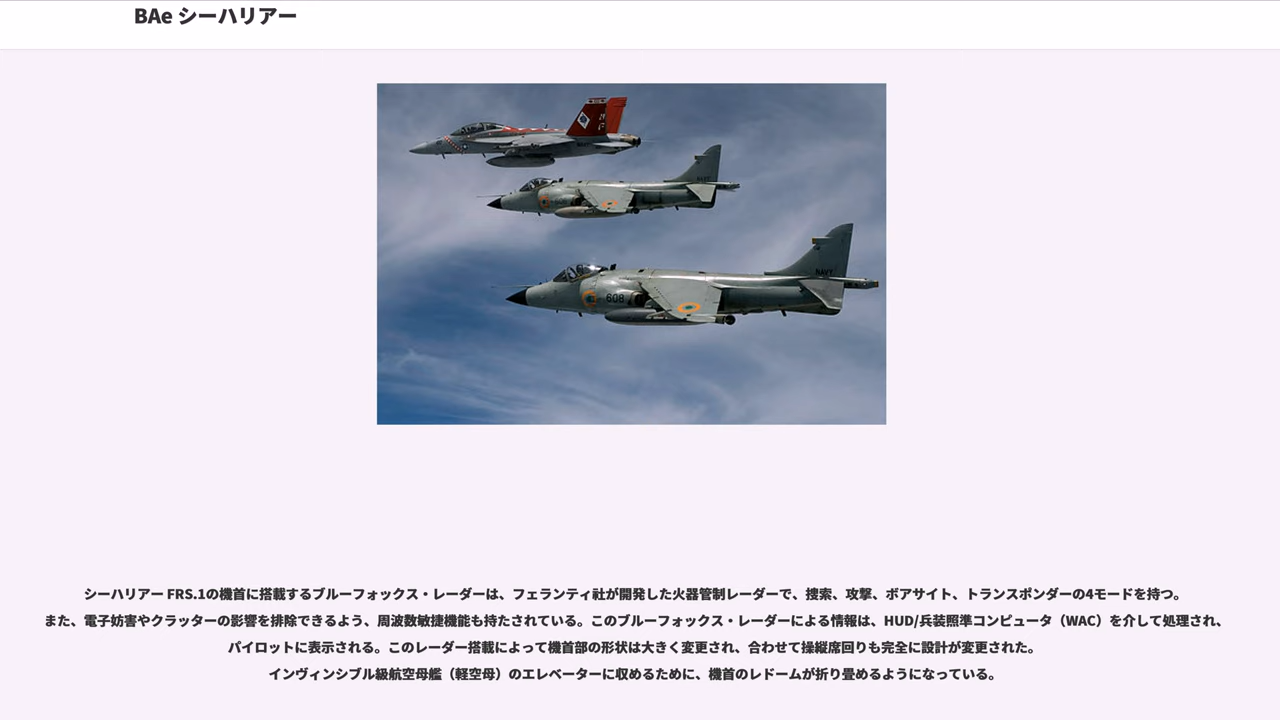 BAe シーハリアー
NAVY
608
シーハリアー FRS.1の機首に搭載するブルーフォックス・レーダーは、フェランティ社が開発した火器管制レーダーで、捜索、攻撃、ボアサイト、トランスポンダーの4モードを持つ。
また、電子妨害やクラッターの影響を排除できるよう、周波数敏捷機能も持たされている。このブルーフォックス・レーダーによる情報は、HUD/兵装照準コンピュータ（WAC）を介して処理され、
パイロットに表示される。このレーダー搭載によって機首部の形状は大きく変更され、合わせて操縦席回りも完全に設計が変更された。
インヴィンシブル級航空母艦（軽空母）のエレベーターに収めるために、機首のレドームが折り畳めるようになっている。